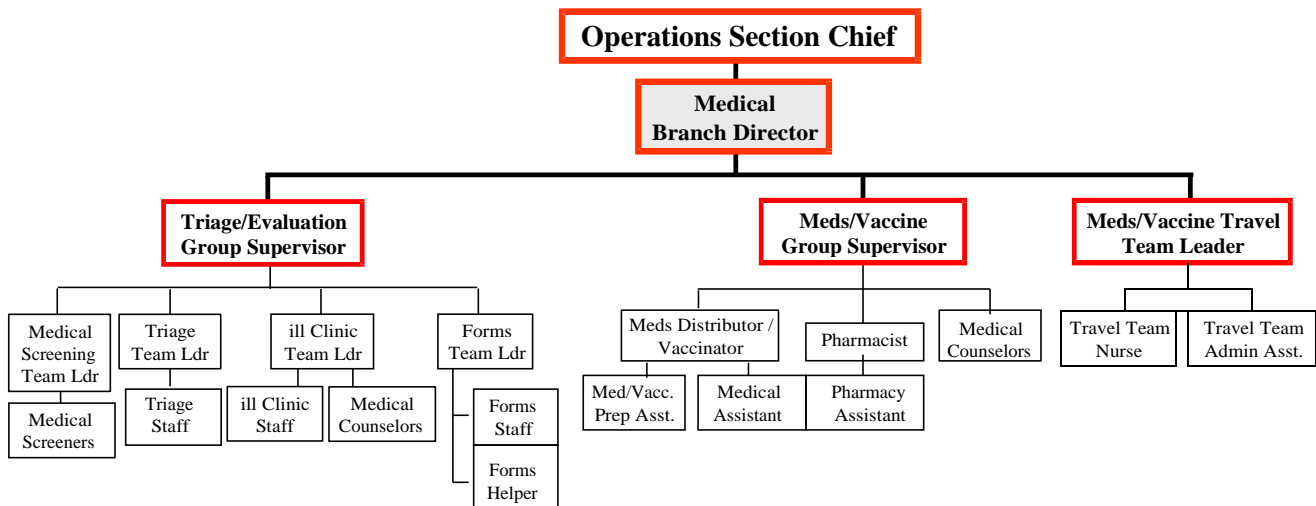 Operations Section Chief
Medical
Branch Director
Triage/Evaluation
Group Supervisor
Meds/Vaccine
Group Supervisor
Meds/Vaccine Travel
Team Leader
Medical
Screening
Team Ldr
Triage
Team Ldr
ill Clinic
Team Ldr
Forms
Team Ldr
Meds Distributor /
Vaccinator
Pharmacist
Medical
Counselors
Travel Team
Nurse
Travel Team
Admin Asst.
Medical
Screeners
Triage
Staff
ill Clinic
Staff
Medical
Counselors
Forms
Staff
Forms
Helper
Med/Vacc.
Prep Asst.
Medical
Assistant
Pharmacy
Assistant